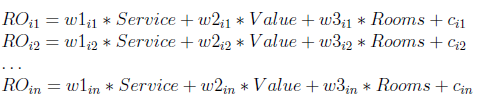 RO_{i1} = w1_{i1} * Service + w2_{i1} * Value + w3_{i1} * Rooms + c_{i1}
RO_{i2} = w1_{i2} * Service + w2_{i2} * Value + w3_{i2} * Rooms + c_{i2}
...
RO_{in} = w1_{in} * Service + w2_{in} * Value + w3_{in} * Rooms + c_{in}